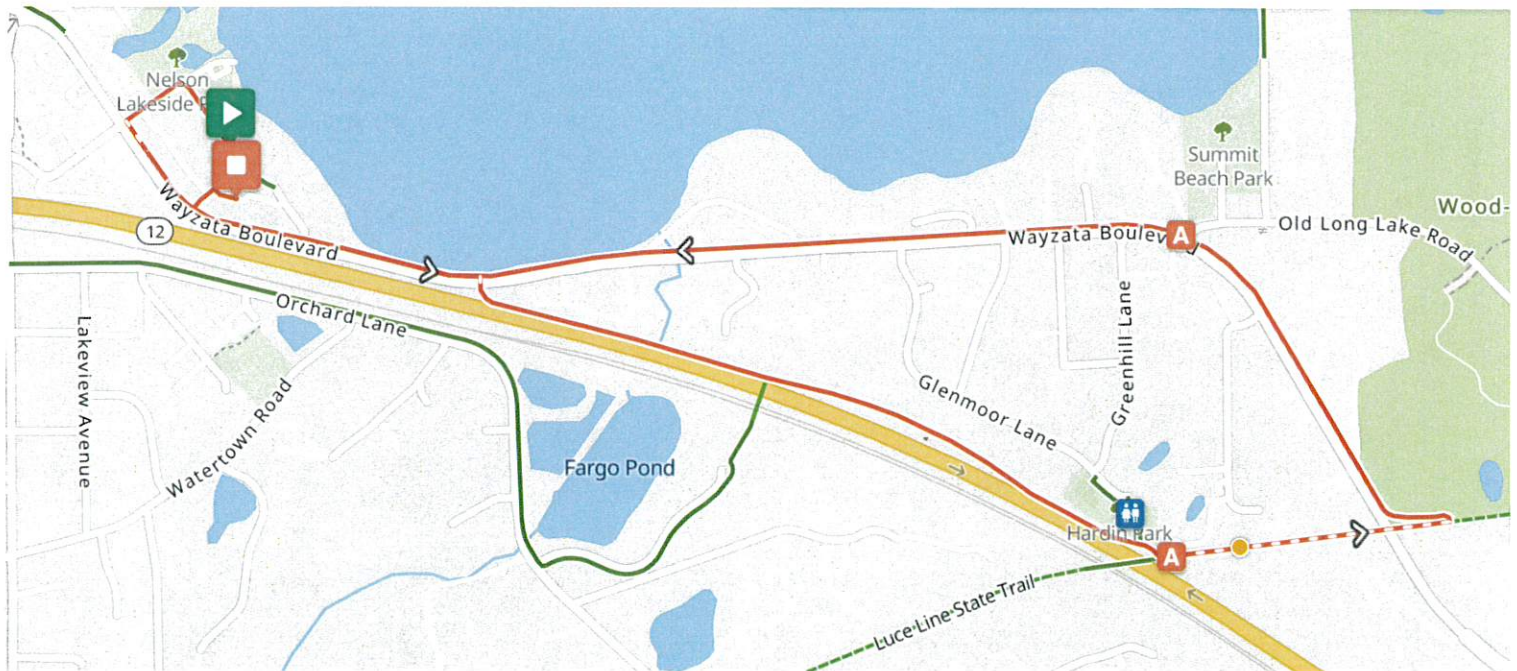 Nelson
Lakeside
12
Wayzata Boulevard
Orchard Lane
Lakeview Avenue
Watertown Road
Fargo Pond
Summit
Beach Park
Wood-
Old Long Lake Road
Wayzata Boulev d
A
Greenhill Lane
Glenmoor Lane
Hardin Park
A
Luce Line State Trail